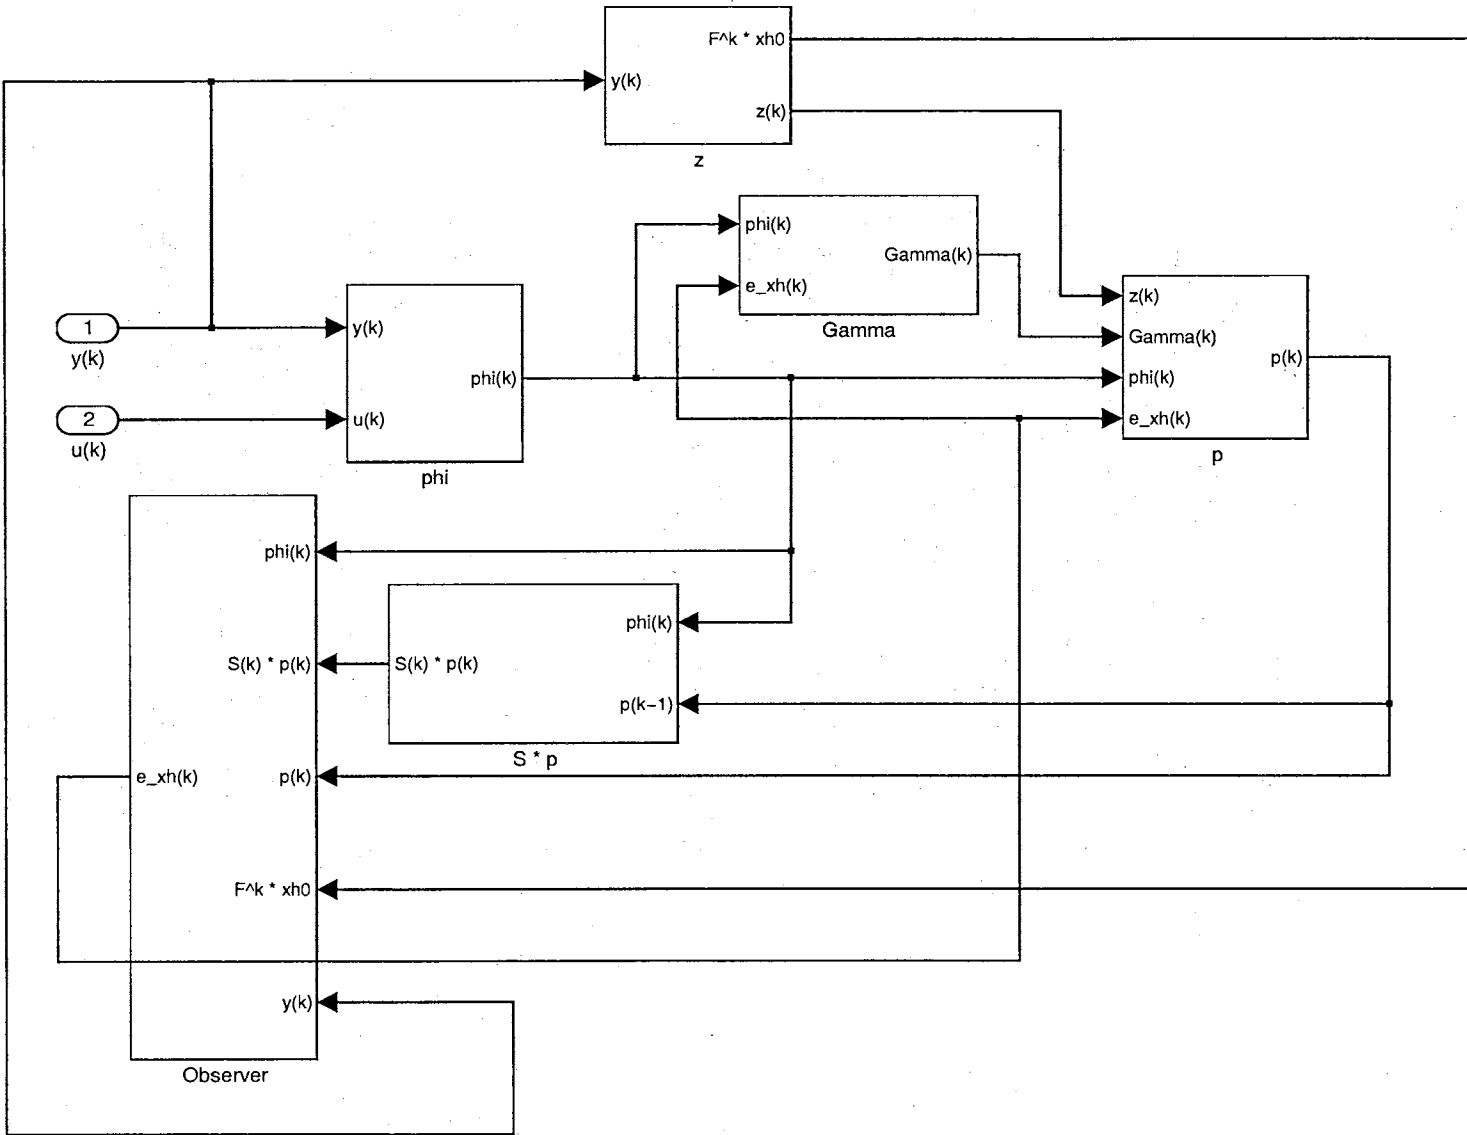 F^k * xh0
y(k)
z(k)
z
phi(k)
Gamma(k)
e_xh(k)
Gamma
z(k)
Gamma(k)
p(k)
phi(k)
e_xh(k)
p
1
y(k)
2
u(k)
y(k)
phi(k)
u(k)
phi
phi(k)
S(k) * p(k)
e_xh(k)
p(k)
F^k * xh0
y(k)
Observer
phi(k)
S(k) * p(k)
p(k−1)
S * p